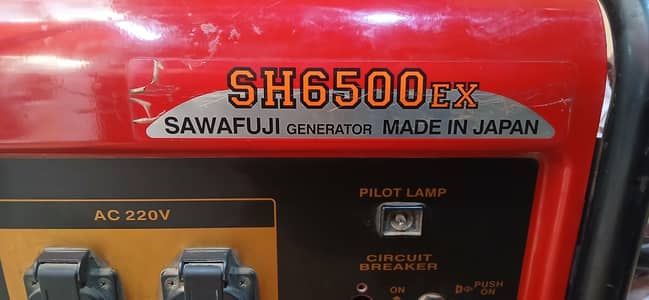 SH6500EX
SAWAFUJI GENERATOR MADE IN JAPAN
PILOT LAMP
AC 220V
CIRCUIT
BREAKER
ON
PUSH
ON